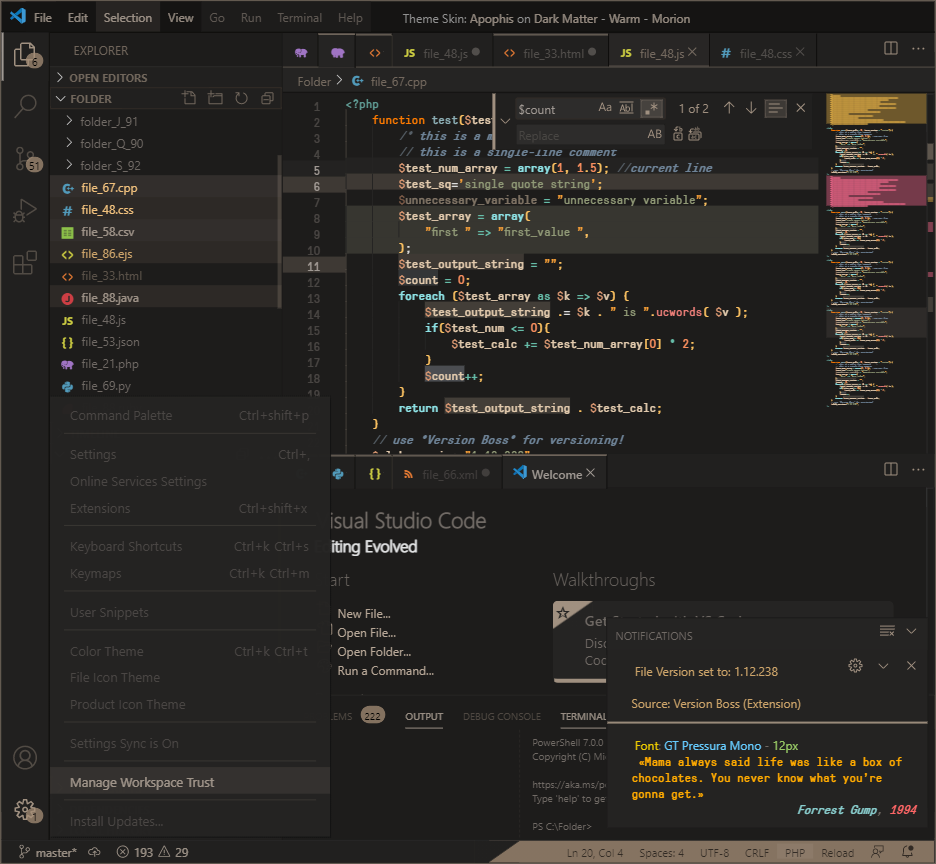 File Edit Selection View Go Run Terminal Help Theme Skin: Apophis on Dark Matter - Warm - Morion
6
51
1
EXPLORER
OPEN EDITORS
FOLDER
folder_J_91
folder_Q_90
folder_S_92
file_67.cpp
file_48.css
file_58.csv
file_86.ejs
file_33.html
file_88.java
file_48.js
file_53.json
file_21.php
file_69.py
JS file_48.js
file_33.html
JS file_48.js
# file_48.css
Folder > file_67.cpp
$count Aa Abl .* 1 of 2
Replace AB
1 <?php
2 function test($test
3 /* this is a m
4 // this is a single-line comment
5 $test_num_array = array(1, 1.5); //current line
6 $test_sq='single quote string';
7 $unnecessary_variable = "unnecessary variable";
8 $test_array = array(
9 "first " => "first_value ",
10 );
11 $test_output_string = "";
12 $count = 0;
13 foreach ($test_array as $k => $v) {
14 $test_output_string .= $k . " is ".ucwords( $v );
15 if($test_num <= 0){
16 $test_calc += $test_num_array[0] * 2;
17 }
18 $count++;
19 }
return $test_output_string . $test_calc;
}
// use *Version Boss* for versioning!
Command Palette Ctrl+shift+p
Settings Ctrl+,
Online Services Settings
Extensions Ctrl+shift+x
Keyboard Shortcuts Ctrl+k Ctrl+s
Keymaps Ctrl+k Ctrl+m
User Snippets
Color Theme Ctrl+k Ctrl+t
File Icon Theme
Product Icon Theme
Settings Sync is On
Manage Workspace Trust
Install Updates...
{} file_66.xml
Welcome
isual Studio Code
iting Evolved
art
New File...
Open File...
Open Folder...
Run a Command...
Walkthroughs
Get
Disc
Coc
LEMS 222 OUTPUT DEBUG CONSOLE TERMINAL
PowerShell 7.0.0
Copyright (C) Mi
https://aka.ms/p
Type 'help' to ge
PS C:\Folder>
NOTIFICATIONS
File Version set to: 1.12.238
Source: Version Boss (Extension)
Font: GT Pressura Mono - 12px
«Mama always said life was like a box of
chocolates. You never know what you're
gonna get.»
Forrest Gump, 1994
master* 193 29 Ln 20, Col 4 Spaces: 4 UTF-8 CRLF PHP Reload